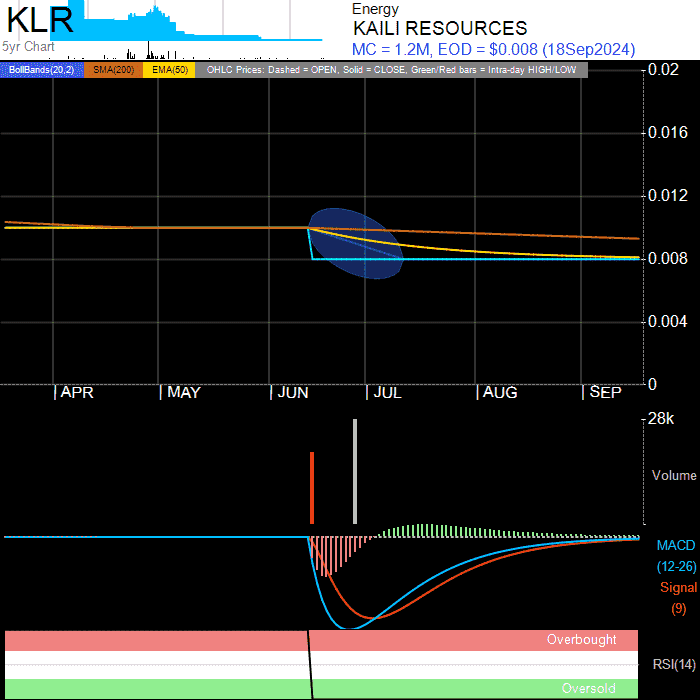 KLR
5yr Chart
Energy
KAILI RESOURCES
MC = 1.2M, EOD = $0.008 (18Sep2024)
BollBands(20,2) SMA(200) EMA(50) OHLC Prices: Dashed = OPEN, Solid = CLOSE, Green/Red bars = Intra-day HIGH/LOW
0.02
0.016
0.012
0.008
0.004
0
APR MAY JUN JUL AUG SEP
28k
Volume
MACD
(12-26)
Signal
(9)
Overbought
RSI(14)
Oversold